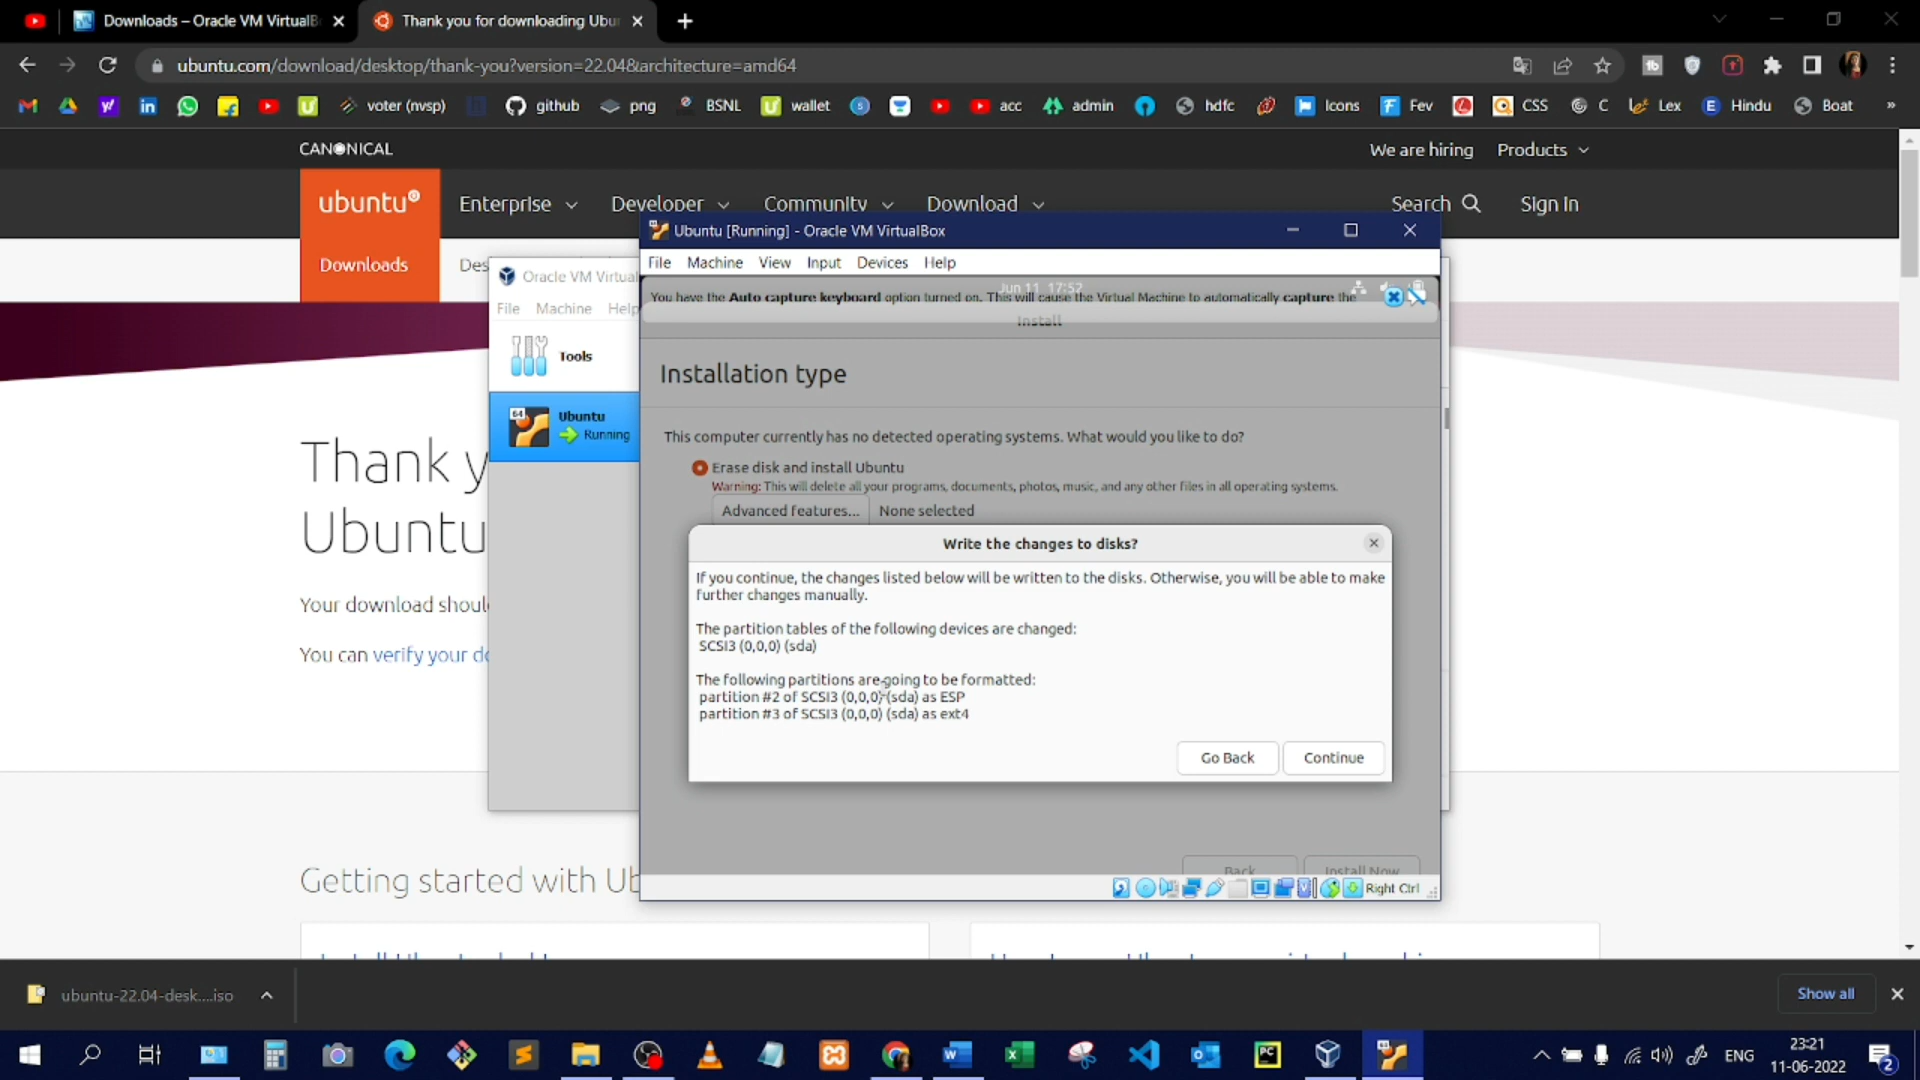 Downloads – Oracle VM VirtualB
Thank you for downloading Ubu
ubuntu.com/download/desktop/thank-you?version=22.04&architecture=amd64
voter (nvsp)
github
png
BSNL
wallet
acc
admin
hdfc
Icons
Fev
CSS
C
Lex
Hindu
Boat
»
CANONICAL
We are hiring
Products
ubuntu
Enterprise
Developer
Community
Download
Search
Sign in
Downloads
Des
Ubuntu [Running] - Oracle VM VirtualBox
File Machine View Input Devices Help
Oracle VM Virtual
File Machine Help
Jun 11 17:52
You have the Auto capture keyboard option turned on. This will cause the Virtual Machine to automatically capture the
Install
Tools
64
Ubuntu
Running
Installation type
This computer currently has no detected operating systems. What would you like to do?
Erase disk and install Ubuntu
Warning: This will delete all your programs, documents, photos, music, and any other files in all operating systems.
Advanced features...
None selected
Write the changes to disks?
If you continue, the changes listed below will be written to the disks. Otherwise, you will be able to make
further changes manually.
The partition tables of the following devices are changed:
SCSI3 (0,0,0) (sda)
The following partitions are going to be formatted:
partition #2 of SCSI3 (0,0,0) (sda) as ESP
partition #3 of SCSI3 (0,0,0) (sda) as ext4
Go Back
Continue
Back
Install Now
Right Ctrl
Thank y
Ubuntu
Your download shoul
You can verify your d
Getting started with Ub
ubuntu-22.04-desk....iso
Show all
ENG
23:21
11-06-2022
2